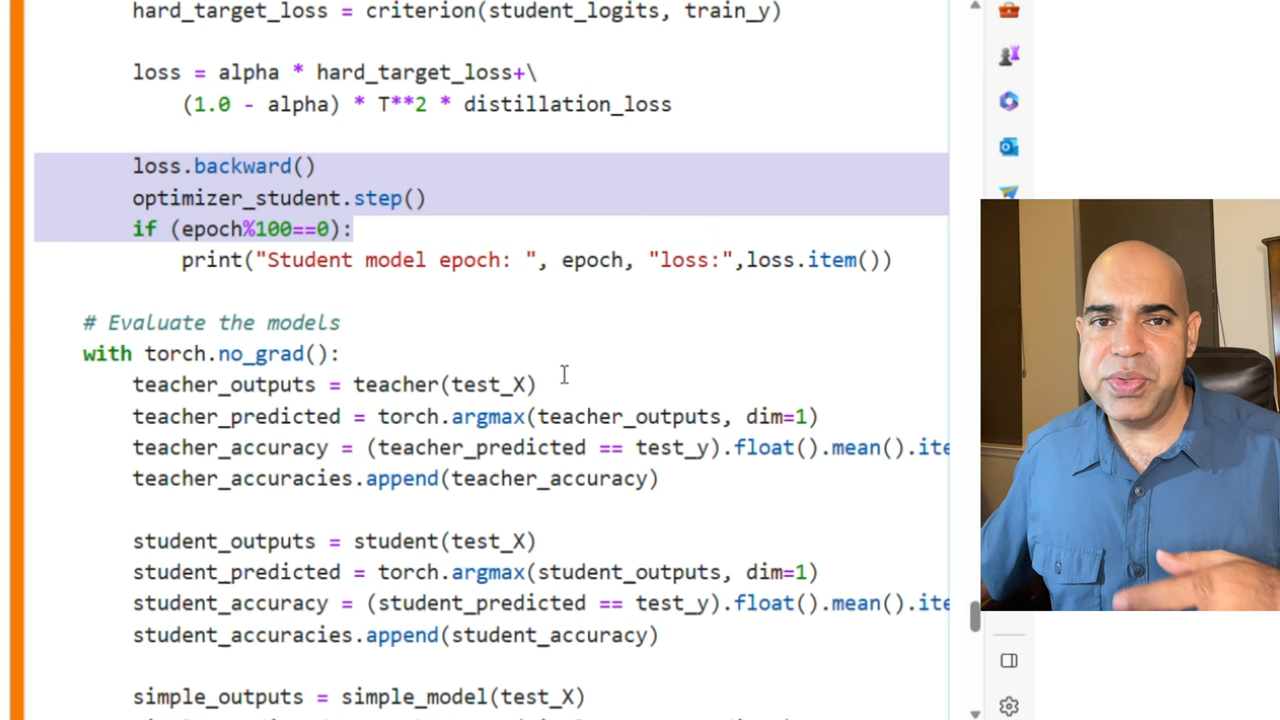 hard_target_loss = criterion(student_logits, train_y)
loss = alpha * hard_target_loss+\
(1.0 - alpha) * T**2 * distillation_loss
loss.backward()
optimizer_student.step()
if (epoch%100==0):
print("Student model epoch: ", epoch, "loss:",loss.item())
# Evaluate the models
with torch.no_grad():
teacher_outputs = teacher(test_X)
teacher_predicted = torch.argmax(teacher_outputs, dim=1)
teacher_accuracy = (teacher_predicted == test_y).float().mean().ite
teacher_accuracies.append(teacher_accuracy)
student_outputs = student(test_X)
student_predicted = torch.argmax(student_outputs, dim=1)
student_accuracy = (student_predicted == test_y).float().mean().ite
student_accuracies.append(student_accuracy)
simple_outputs = simple_model(test_X)